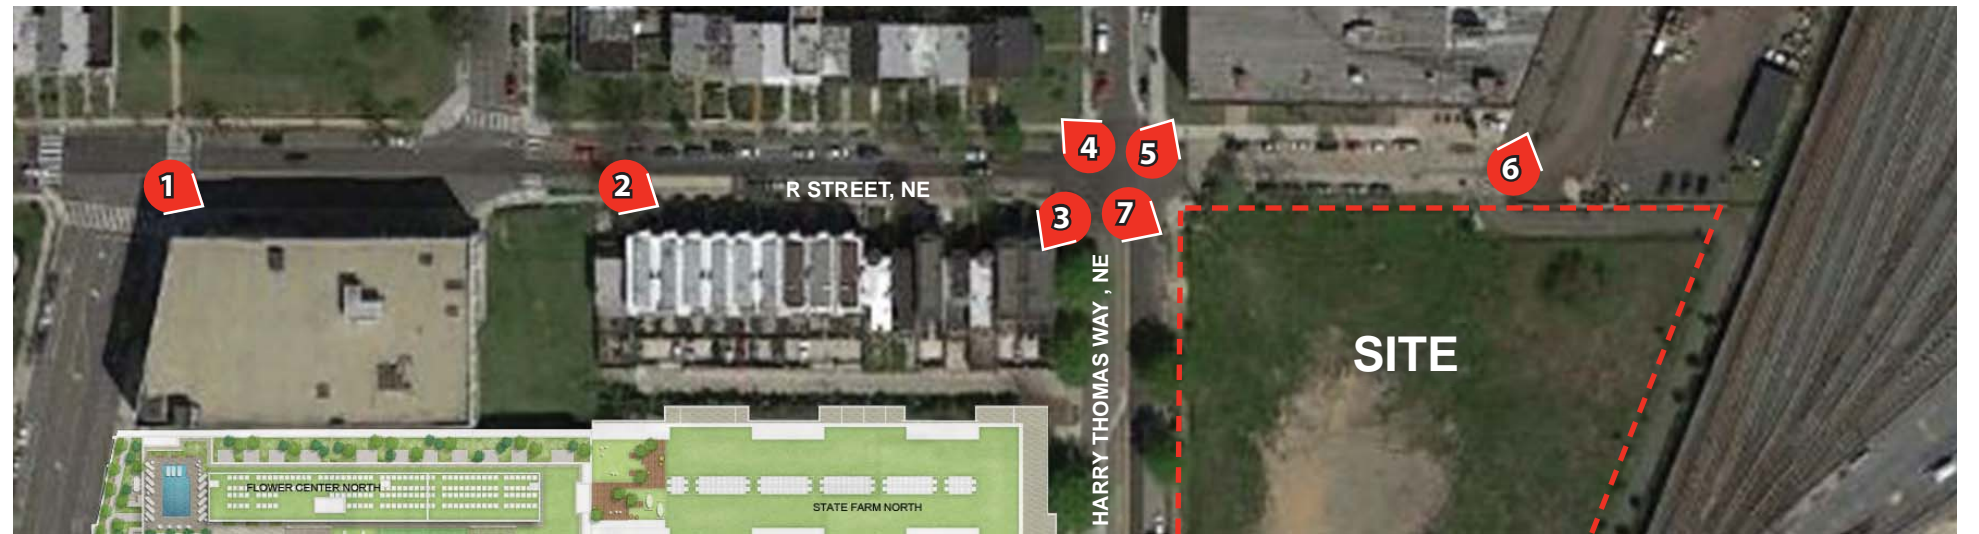 4
5
6
1
2
R STREET, NE
3
7
HARRY THOMAS WAY , NE
SITE
FLOWER CENTER NORTH
STATE FARM NORTH